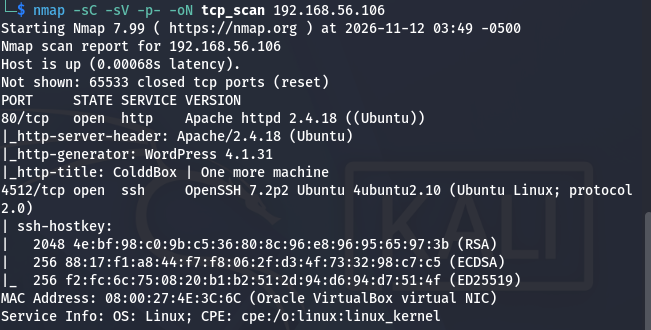 └─$ nmap -sC -sV -p- -oN tcp_scan 192.168.56.106
Starting Nmap 7.99 ( https://nmap.org ) at 2026-11-12 03:49 -0500
Nmap scan report for 192.168.56.106
Host is up (0.00068s latency).
Not shown: 65533 closed tcp ports (reset)
PORT     STATE SERVICE VERSION
80/tcp   open  http    Apache httpd 2.4.18 ((Ubuntu))
|_http-server-header: Apache/2.4.18 (Ubuntu)
|_http-generator: WordPress 4.1.31
|_http-title: ColddBox | One more machine
4512/tcp open  ssh     OpenSSH 7.2p2 Ubuntu 4ubuntu2.10 (Ubuntu Linux; protocol
2.0)
| ssh-hostkey:
|   2048 4e:bf:98:c0:9b:c5:36:80:8c:96:e8:96:95:65:97:3b (RSA)
|   256 88:17:f1:a8:44:f7:f8:06:2f:d3:4f:73:32:98:c7:c5 (ECDSA)
|_  256 f2:fc:6c:75:08:20:b1:b2:51:2d:94:d6:94:d7:51:4f (ED25519)
MAC Address: 08:00:27:4E:3C:6C (Oracle VirtualBox virtual NIC)
Service Info: OS: Linux; CPE: cpe:/o:linux:linux_kernel
KALI